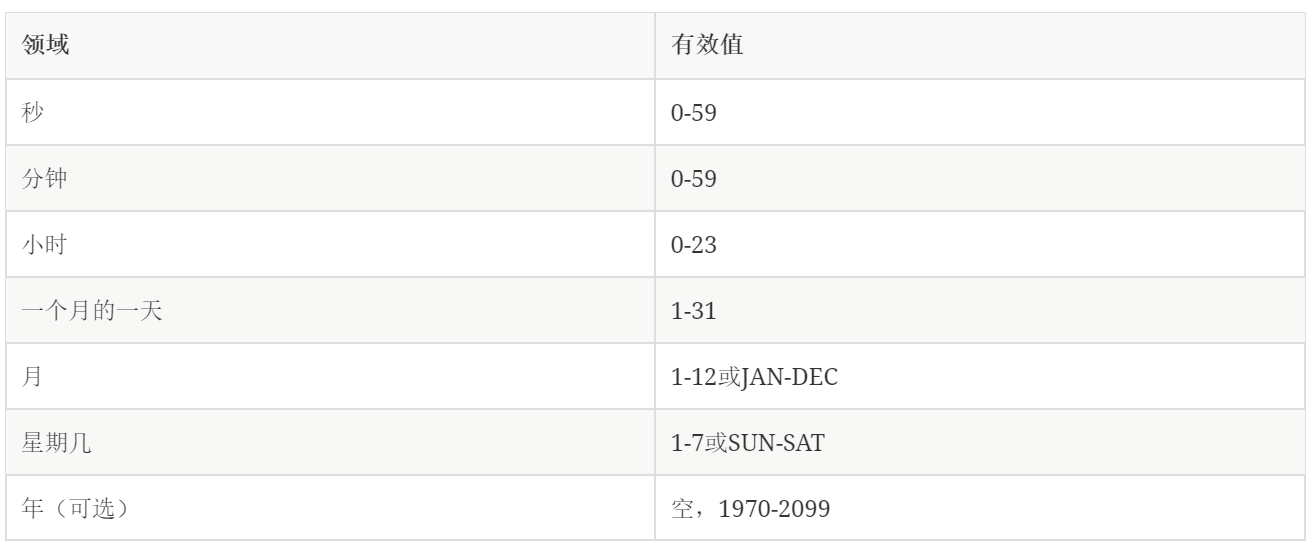 领域 有效值
秒 0-59
分钟 0-59
小时 0-23
一个月的一天 1-31
月 1-12或JAN-DEC
星期几 1-7或SUN-SAT
年（可选） 空，1970-2099